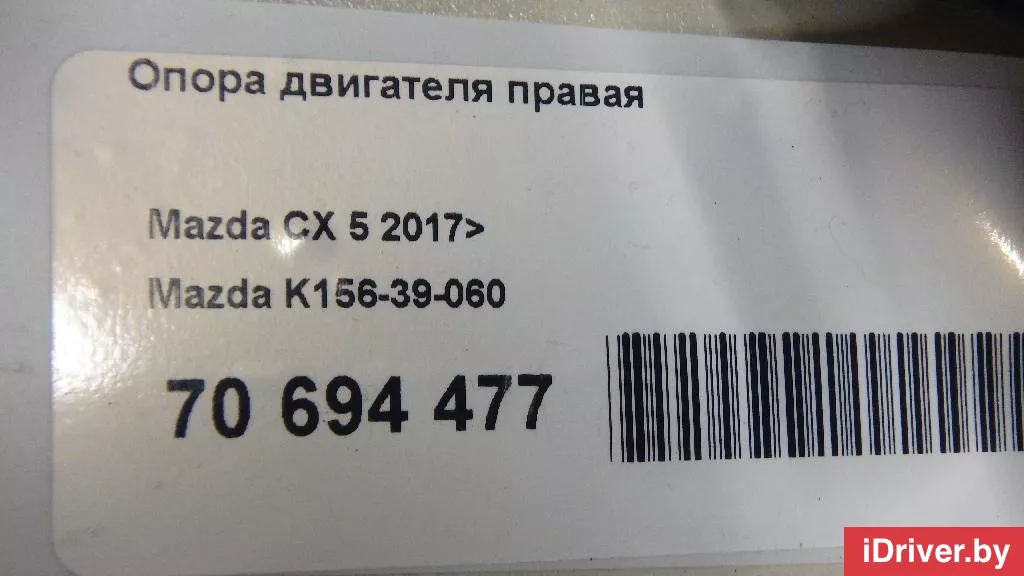 Опора двигателя правая
Mazda CX 5 2017>
Mazda K156-39-060
70 694 477
iDriver.by